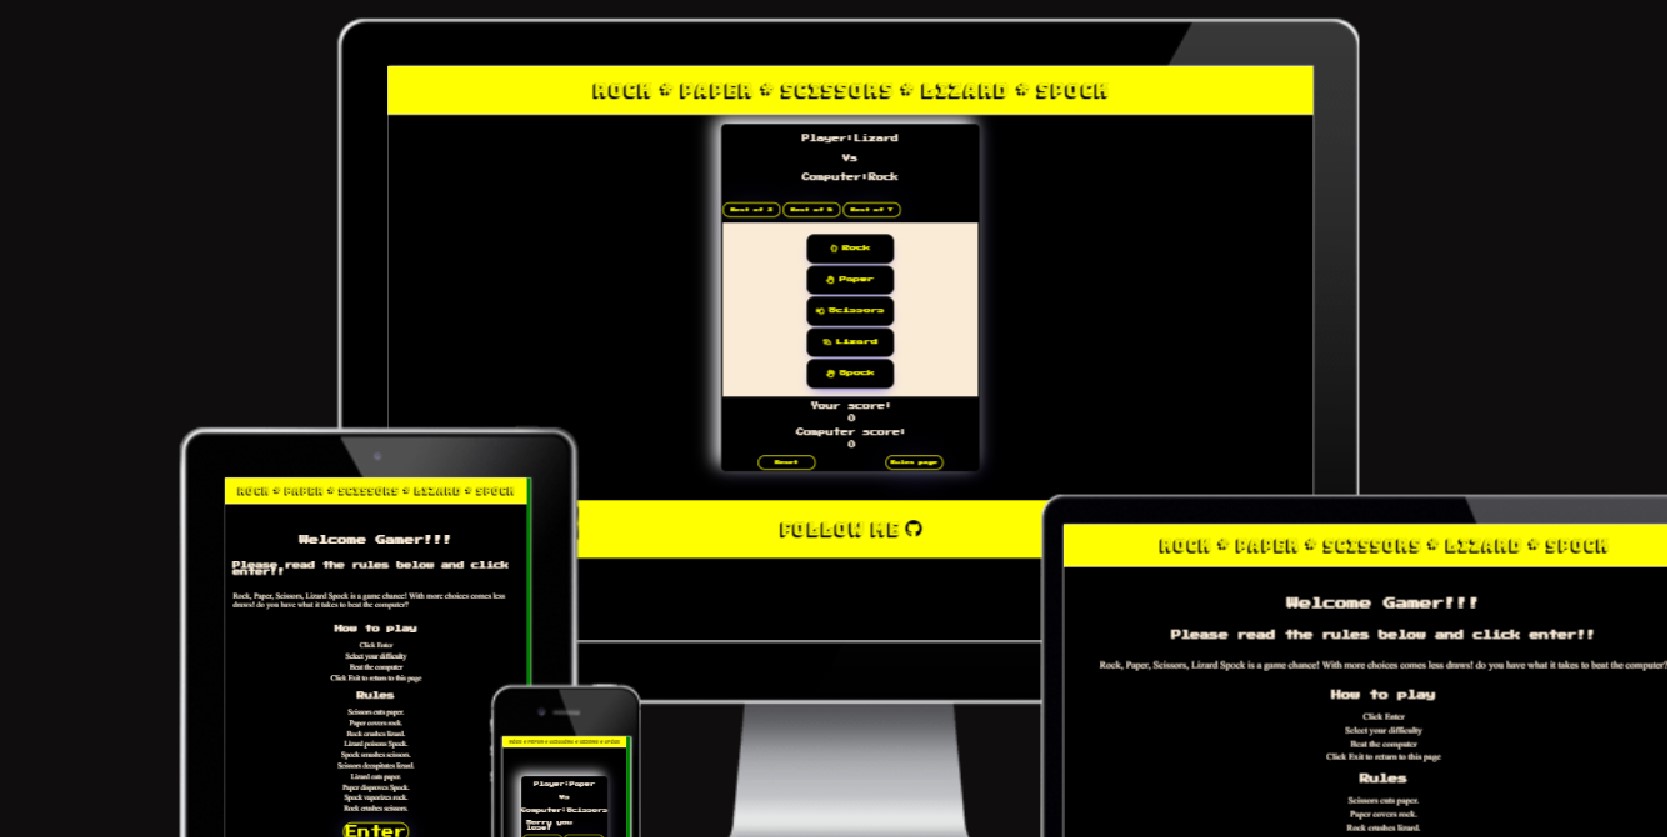 ROCK * PAPER * SCISSORS * LIZARD * SPOCK
Player:Lizard
Vs
Computer:Rock
Best of 3 Best of 5 Best of 7
Rock
Paper
Scissors
Lizard
Spock
Your score:
0
Computer score:
0
Reset Rules page
FOLLOW ME
ROCK * PAPER * SCISSORS * LIZARD * SPOCK
Welcome Gamer!!!
Please read the rules below and click
enter!!
Rock, Paper, Scissors, Lizard Spock is a game chance! With more choices comes less
draws! do you have what it takes to beat the computer?
How to play
Click Enter
Select your difficulty
Beat the computer
Click Exit to return to this page
Rules
Scissors cuts paper.
Paper covers rock.
Rock crushes lizard.
Lizard poisons Spock.
Spock smashes scissors.
Scissors decapitates lizard.
Lizard eats paper.
Paper disproves Spock.
Spock vaporizes rock.
Rock crushes scissors.
Enter
ROCK * PAPER * SCISSORS * LIZARD * SPOCK
Player:Paper
Vs
Computer:Scissors
Sorry you
lose!
ROCK * PAPER * SCISSORS * LIZARD * SPOCK
Welcome Gamer!!!
Please read the rules below and click enter!!
Rock, Paper, Scissors, Lizard Spock is a game chance! With more choices comes less draws! do you have what it takes to beat the computer?
How to play
Click Enter
Select your difficulty
Beat the computer
Click Exit to return to this page
Rules
Scissors cuts paper.
Paper covers rock.
Rock crushes lizard.